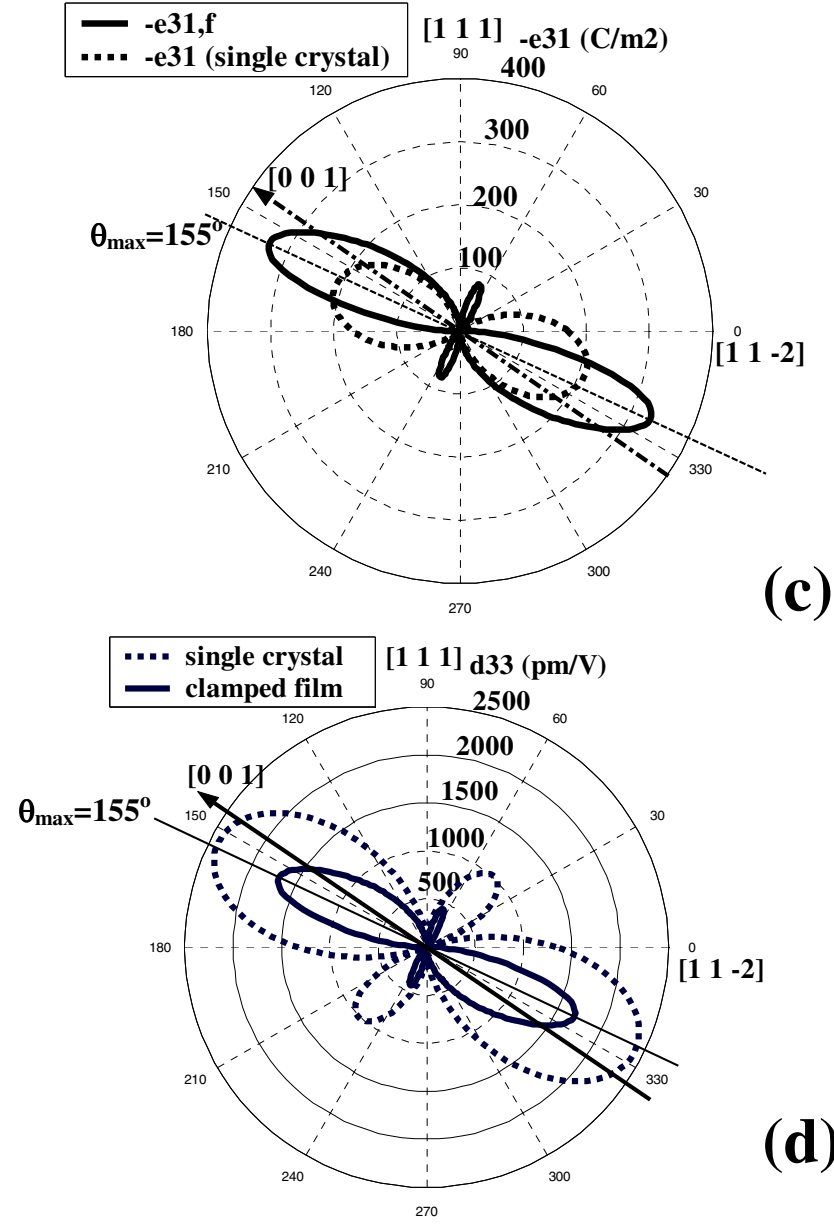 -e31,f
-e31 (single crystal)
[1 1 1] -e31 (C/m2)
90
400
120
60
300
[0 0 1]
150
30
200
θmax=155º
100
180
0
[1 1 -2]
210
330
240
300
270
(c)
single crystal
clamped film
[1 1 1] d33 (pm/V)
90
2500
120
60
2000
[0 0 1]
1500
θmax=155º
150
30
1000
500
180
0
[1 1 -2]
210
330
240
300
270
(d)